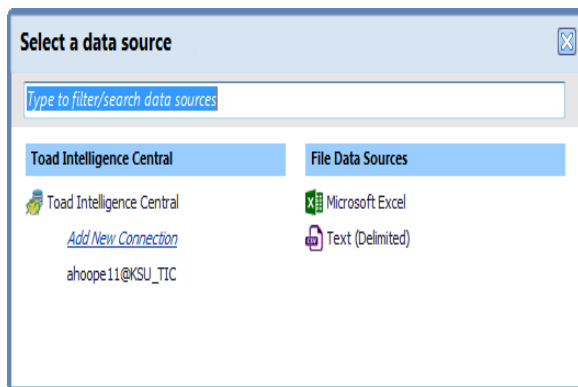 Select a data source
Type to filter/search data sources
Toad Intelligence Central
Toad Intelligence Central
Add New Connection
ahoope11@KSU_TIC
File Data Sources
Microsoft Excel
Text (Delimited)